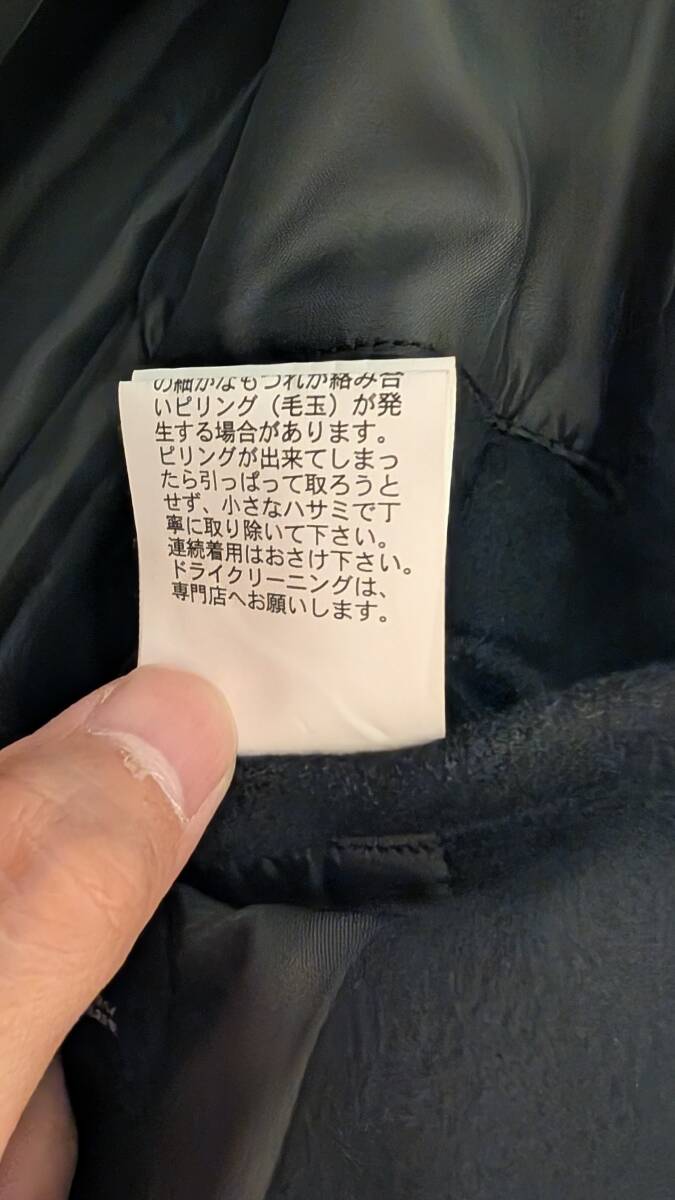 の細かなもつれが絡み合
いピリング（毛玉）が発
生する場合があります。
ピリングが出来てしまっ
たら引っぱって取ろうと
せず、小さなハサミで丁
寧に取り除いて下さい。
連続着用はおさけ下さい。
ドライクリーニングは、
専門店へお願いします。